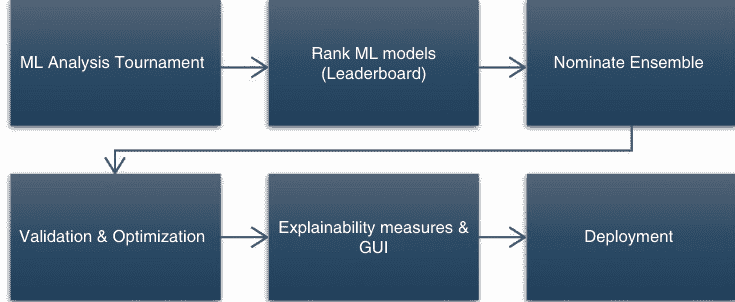 ML Analysis Tournament
Rank ML models
(Leaderboard)
Nominate Ensemble
Validation & Optimization
Explainability measures &
GUI
Deployment